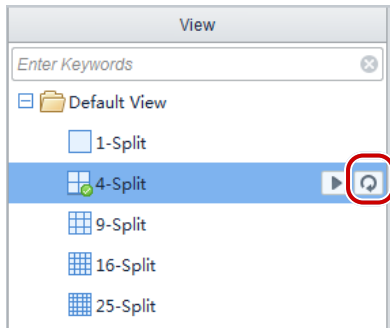 View
Enter Keywords
Default View
1-Split
4-Split
9-Split
16-Split
25-Split